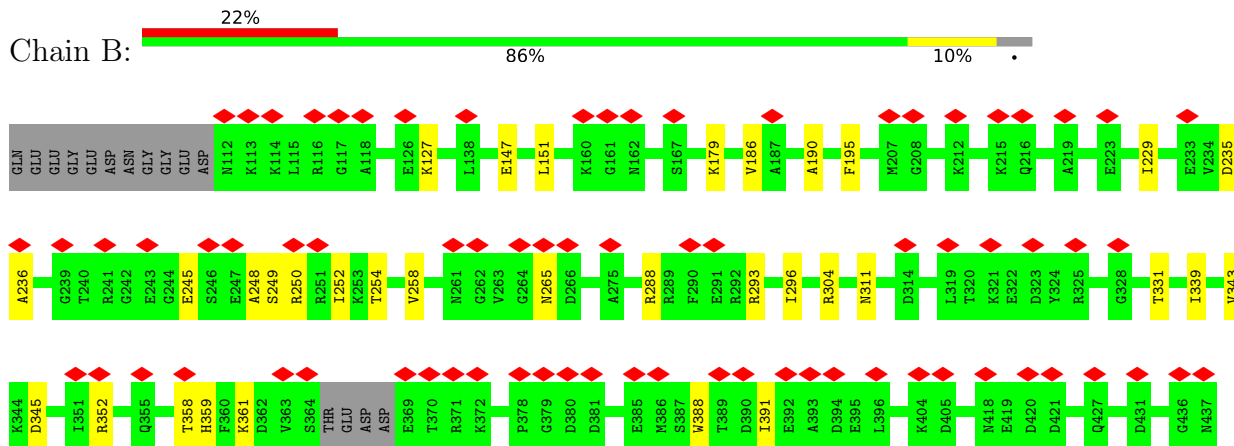 22%
Chain B:
86% 10% •
GLN GLU GLU GLU GLY GLU ASP ASN GLY GLY GLU ASP N112 K113 K114 L115 R116 G117 A118 E126 K127 L138 E147 L151 K160 G161 N162 S167 K179 V186 A187 A190 F195 M207 G208 K212 K215 Q216 A219 E223 I229 E233 V234 D235
A236 G239 T240 R241 G242 E243 G244 E245 S246 E247 A248 S249 R250 R251 I252 K253 T254 V258 N261 G262 V263 G264 N265 D266 A275 R288 R289 F290 E291 R292 R293 I296 R304 N311 D314 L319 T320 K321 E322 D323 Y324 R325 G328 T331 I339 V343
K344 D345 I351 R352 Q355 T358 H359 F360 K361 D362 V363 S364 THR GLU ASP ASP E369 T370 R371 K372 P378 G379 D380 D381 E385 M386 S387 W388 T389 D390 I391 E392 A393 D394 E395 L396 K404 D405 N418 E419 D420 D421 Q427 D431 G436 N437